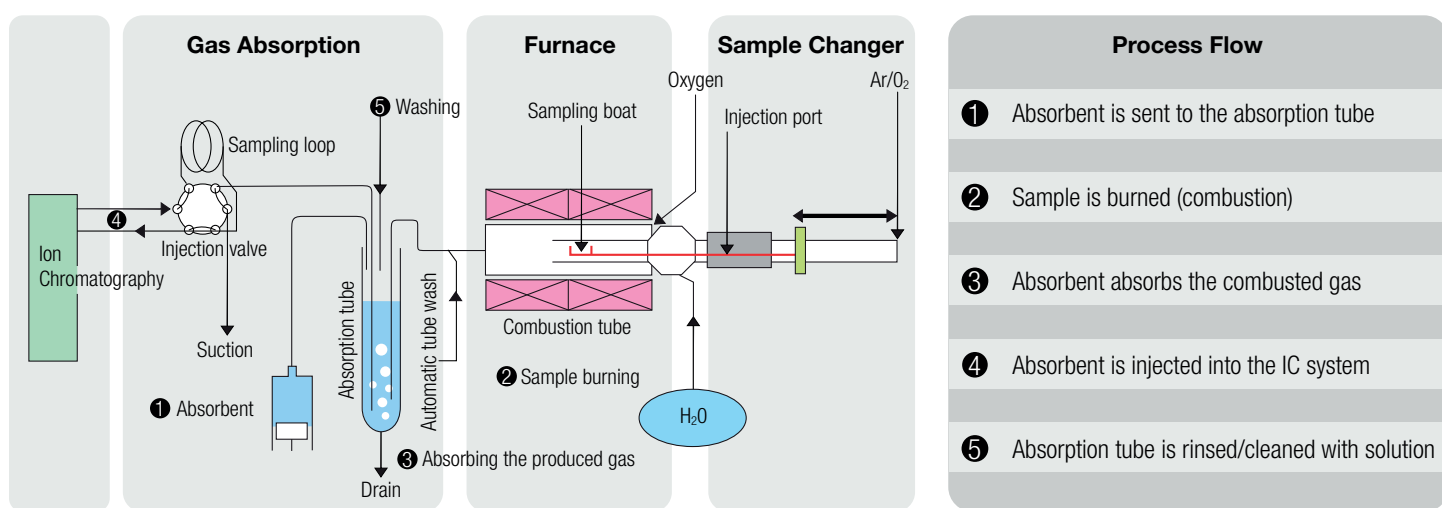 Gas Absorption
Furnace
Sample Changer
Process Flow
Oxygen
Ar/O₂
❺ Washing
Sampling boat
Injection port
Sampling loop
❹
Injection valve
Ion
Chromatography
Suction
Absorption tube
Automatic tube wash
Combustion tube
❷ Sample burning
❶ Absorbent
H₂O
❸ Absorbing the produced gas
Drain
❶ Absorbent is sent to the absorption tube
❷ Sample is burned (combustion)
❸ Absorbent absorbs the combusted gas
❹ Absorbent is injected into the IC system
❺ Absorption tube is rinsed/cleaned with solution